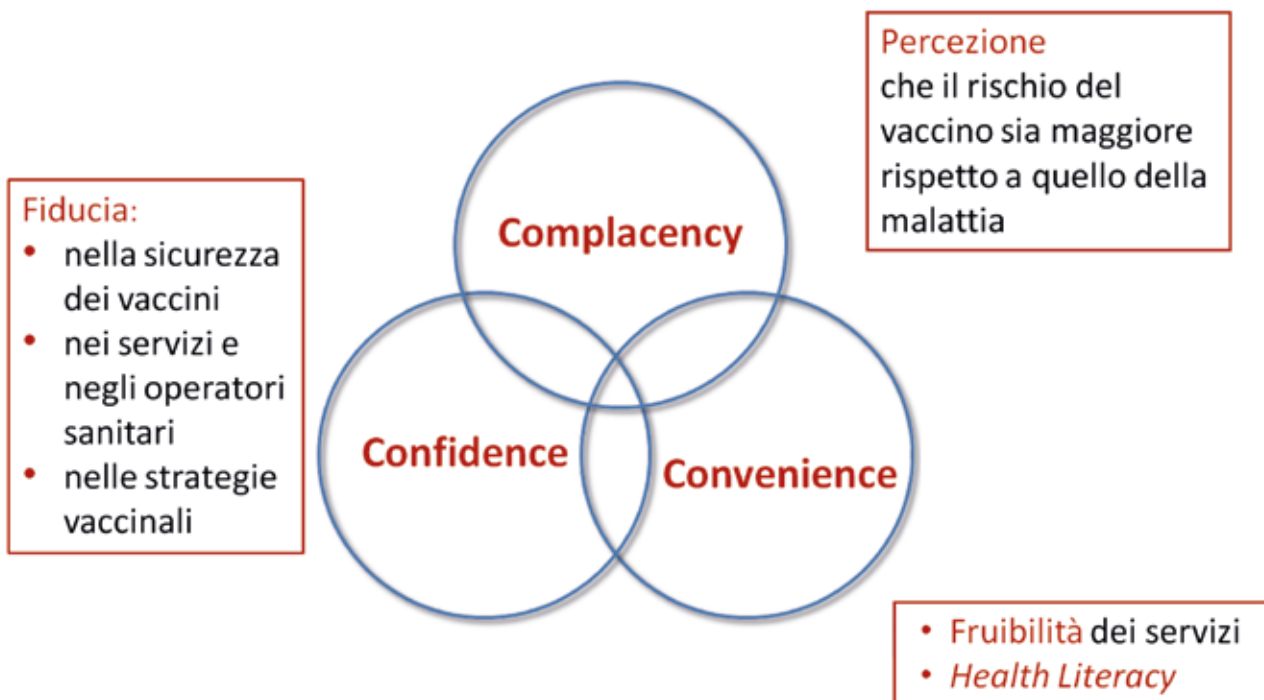 Percezione
che il rischio del
vaccino sia maggiore
rispetto a quello della
malattia
Fiducia:
• nella sicurezza
dei vaccini
• nei servizi e
negli operatori
sanitari
• nelle strategie
vaccinali
Complacency
Confidence
Convenience
• Fruibilità dei servizi
• Health Literacy